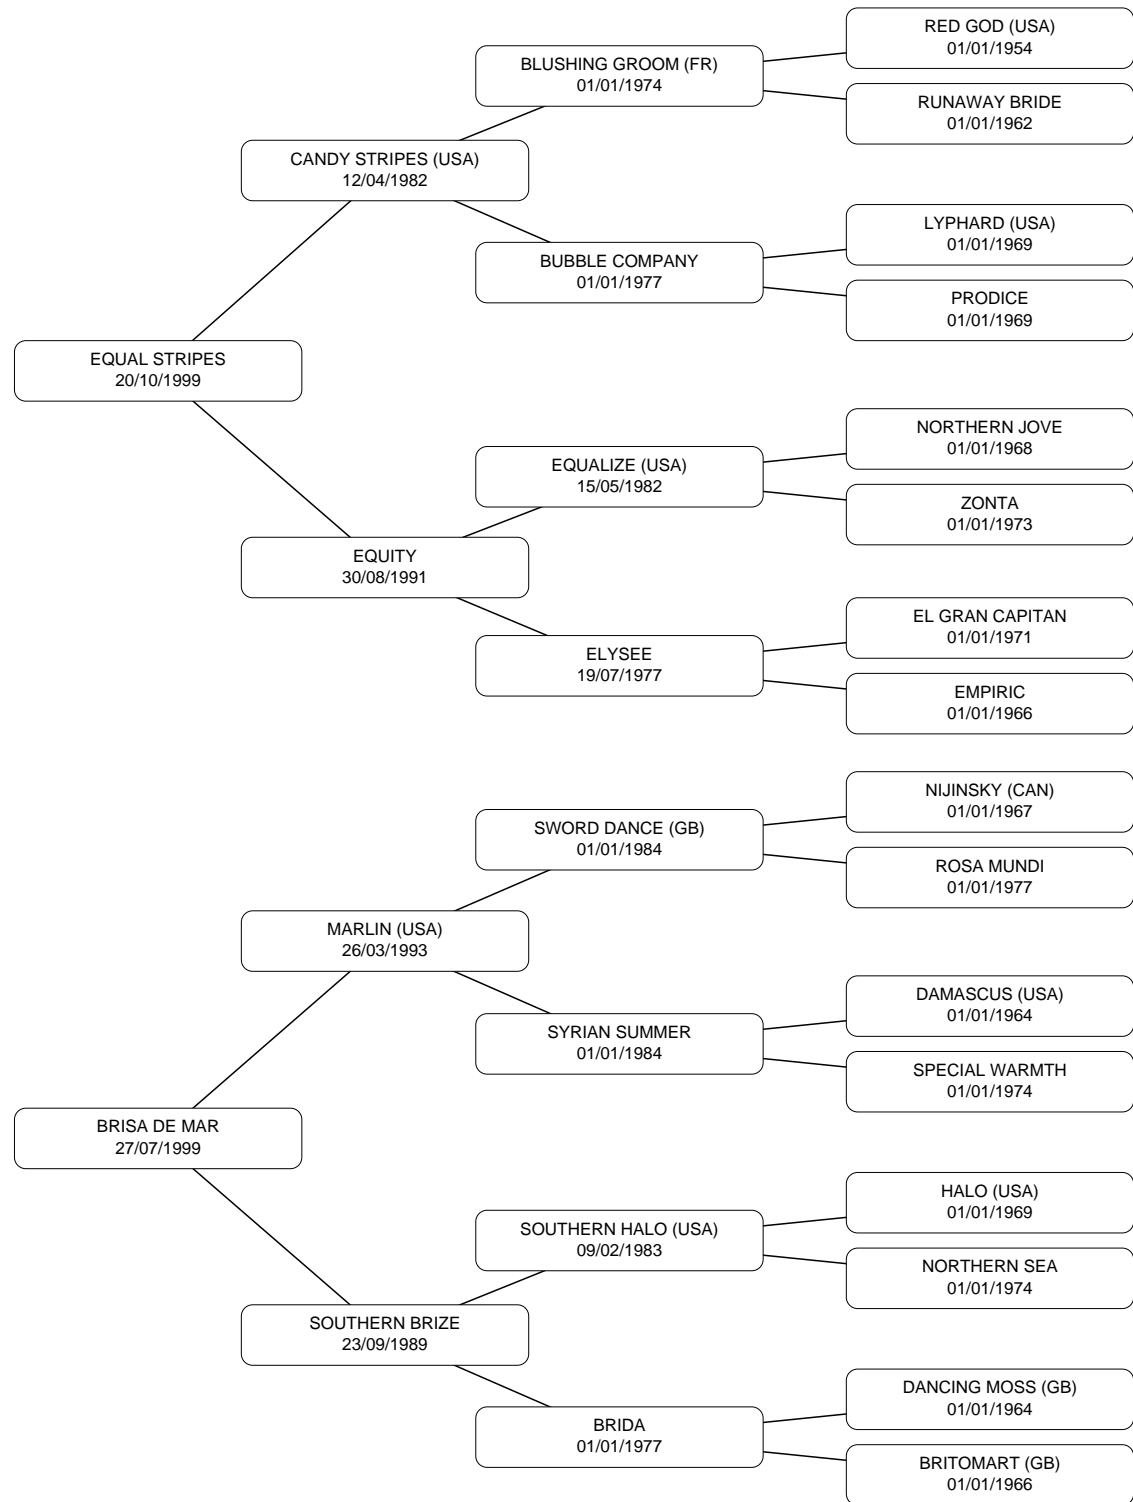 RED GOD (USA)
01/01/1954
BLUSHING GROOM (FR)
01/01/1974
RUNAWAY BRIDE
01/01/1962
CANDY STRIPES (USA)
12/04/1982
LYPHARD (USA)
01/01/1969
BUBBLE COMPANY
01/01/1977
PRODICE
01/01/1969
EQUAL STRIPES
20/10/1999
NORTHERN JOVE
01/01/1968
EQUALIZE (USA)
15/05/1982
ZONTA
01/01/1973
EQUITY
30/08/1991
EL GRAN CAPITAN
01/01/1971
ELYSEE
19/07/1977
EMPIRIC
01/01/1966
NIJINSKY (CAN)
01/01/1967
SWORD DANCE (GB)
01/01/1984
ROSA MUNDI
01/01/1977
MARLIN (USA)
26/03/1993
DAMASCUS (USA)
01/01/1964
SYRIAN SUMMER
01/01/1984
SPECIAL WARMTH
01/01/1974
BRISA DE MAR
27/07/1999
HALO (USA)
01/01/1969
SOUTHERN HALO (USA)
09/02/1983
NORTHERN SEA
01/01/1974
SOUTHERN BRIZE
23/09/1989
DANCING MOSS (GB)
01/01/1964
BRIDA
01/01/1977
BRITOMART (GB)
01/01/1966